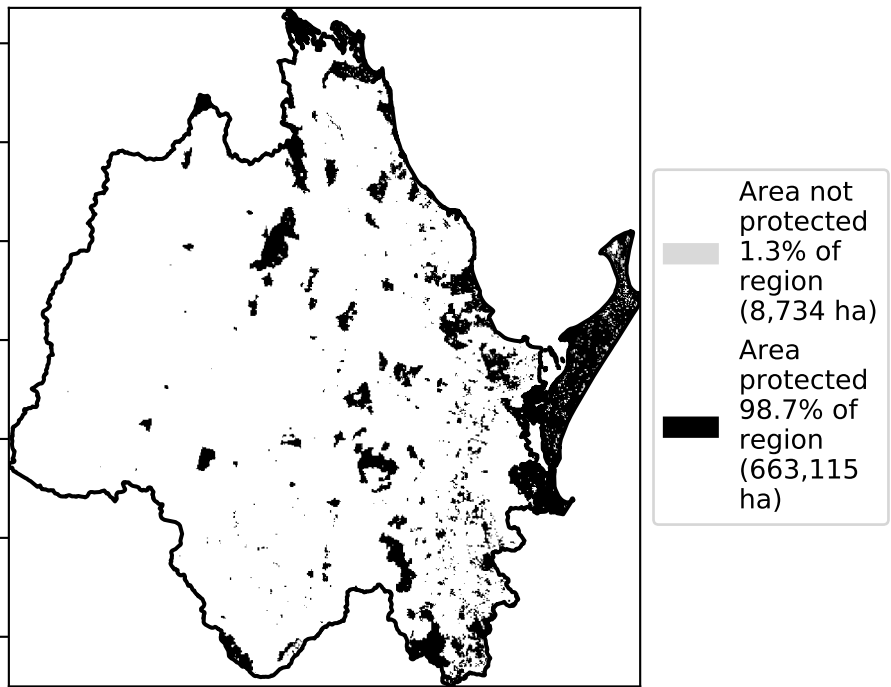 Area not
protected
1.3% of
region
(8,734 ha)
Area
protected
98.7% of
region
(663,115
ha)